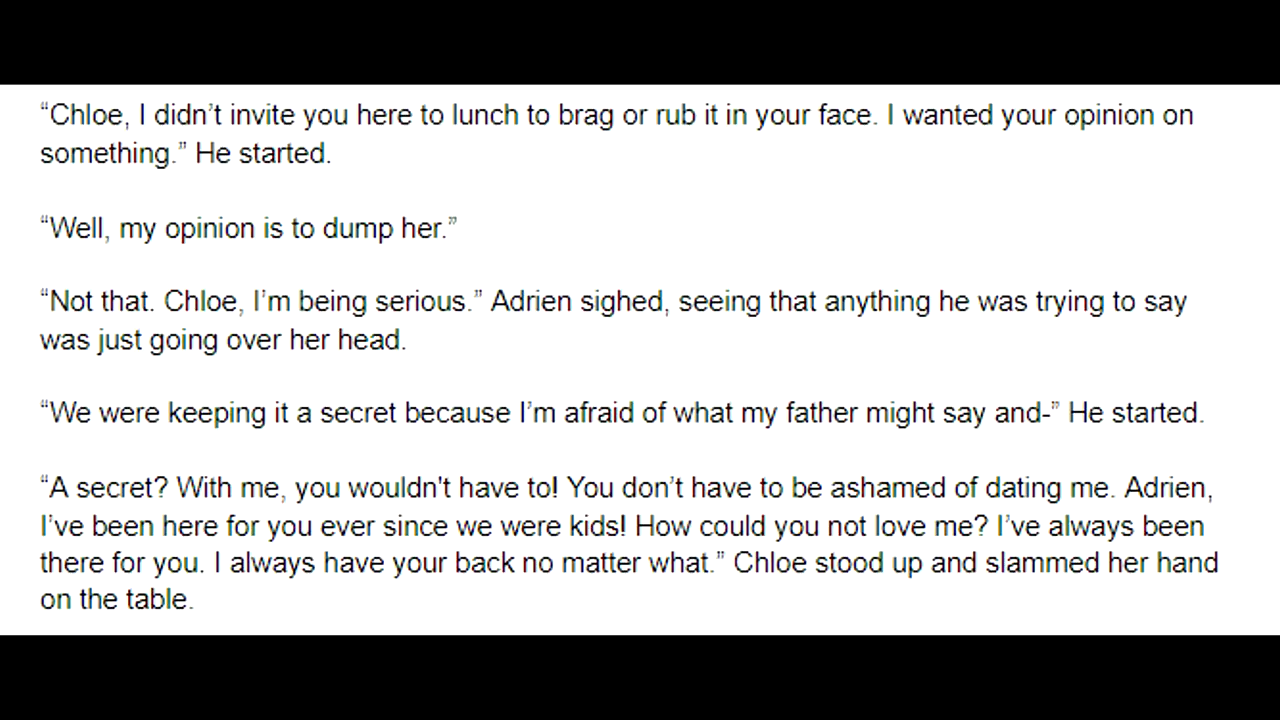 “Chloe, I didn’t invite you here to lunch to brag or rub it in your face. I wanted your opinion on
something.” He started.
“Well, my opinion is to dump her.”
“Not that. Chloe, I’m being serious.” Adrien sighed, seeing that anything he was trying to say
was just going over her head.
“We were keeping it a secret because I’m afraid of what my father might say and-” He started.
“A secret? With me, you wouldn't have to! You don’t have to be ashamed of dating me. Adrien,
I’ve been here for you ever since we were kids! How could you not love me? I’ve always been
there for you. I always have your back no matter what.” Chloe stood up and slammed her hand
on the table.